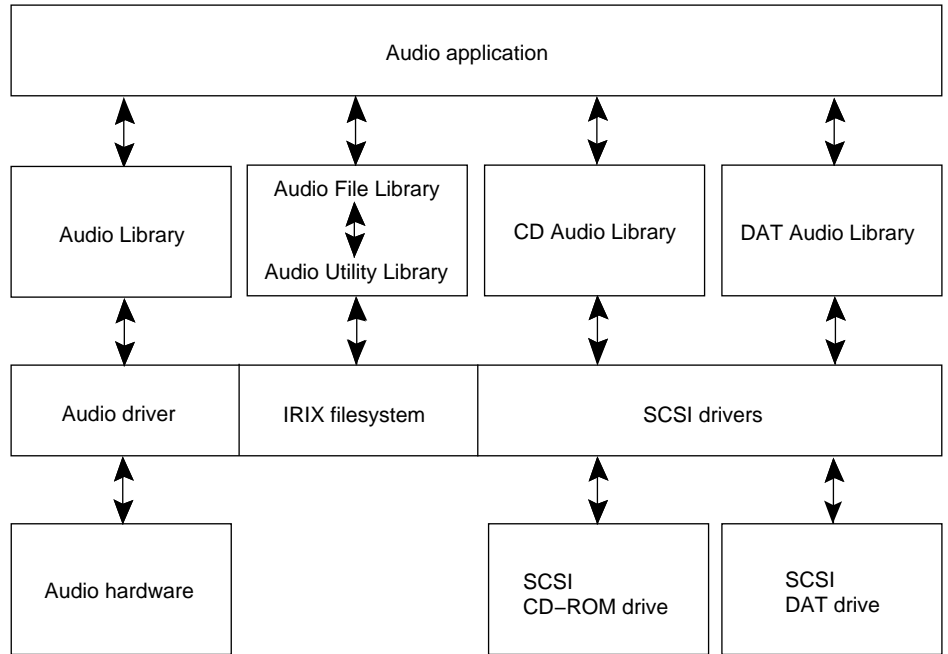 Audio application
Audio Library
Audio File Library
Audio Utility Library
CD Audio Library
DAT Audio Library
Audio driver
IRIX filesystem
SCSI drivers
Audio hardware
SCSI
CD−ROM drive
SCSI
DAT drive